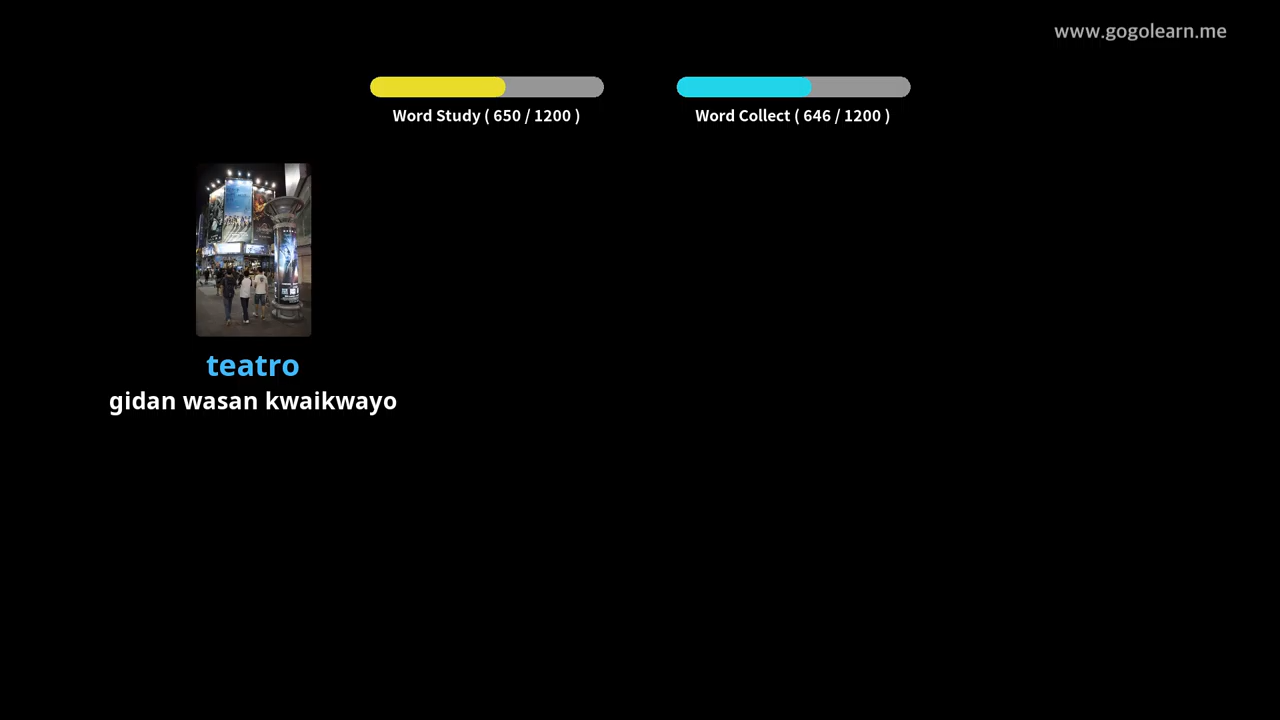 www.gogolearn.me
Word Study ( 650 / 1200 )
Word Collect ( 646 / 1200 )
teatro
gidan wasan kwaikwayo